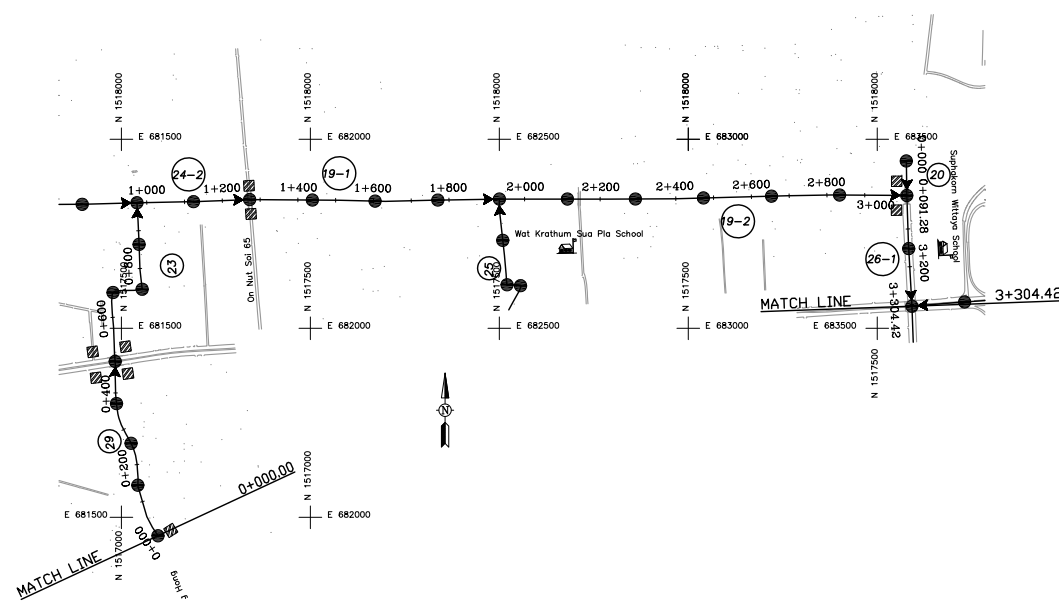 N 1518000
N 1518000
N 1518000
N 1518000
N 1518000
E 681500
E 682000
E 682500
E 683000
E 683500
24-2
19-1
20
1+000
1+200
1+400
1+600
1+800
2+000
2+200
2+400
2+600
2+800
3+000
19-2
0+000
0+091.28
3+200
3+304.42
Suphakorn Wittaya School
Wat Krathum Sua Pla School
On Nut Soi 65
23
25
26-1
0+800
N 1517500
N 1517500
N 1517500
N 1517500
0+600
MATCH LINE
3+304.42
E 681500
E 682000
E 682500
E 683000
E 683500
N 1517500
0+400
N
29
0+200
0+000.00
N 1517000
E 681500
E 682000
0+000
N 1517000
MATCH LINE
Hong